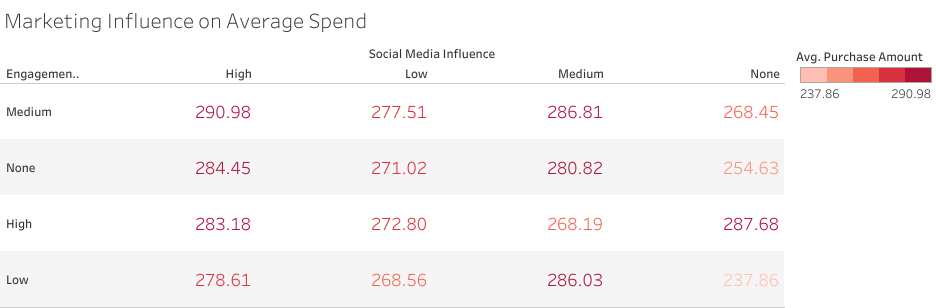 Marketing Influence on Average Spend
Social Media Influence
Engagemen.. High Low Medium None
Medium 290.98 277.51 286.81 268.45
None 284.45 271.02 280.82 254.63
High 283.18 272.80 268.19 287.68
Low 278.61 268.56 286.03 237.86
Avg. Purchase Amount
237.86 290.98